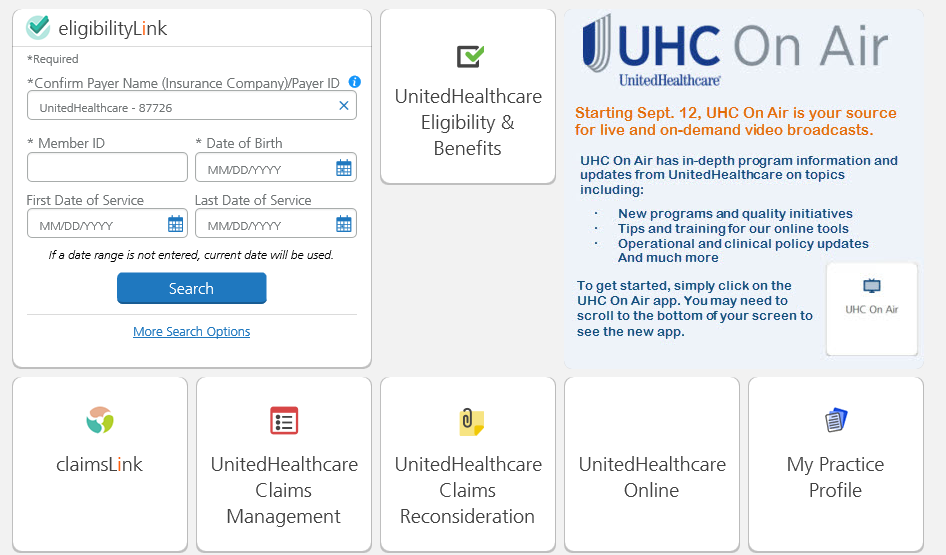 eligibilityLink
*Required
*Confirm Payer Name (Insurance Company)/Payer ID
UnitedHealthcare - 87726
* Member ID
* Date of Birth
MM/DD/YYYY
First Date of Service
Last Date of Service
MM/DD/YYYY
MM/DD/YYYY
If a date range is not entered, current date will be used.
Search
More Search Options
UnitedHealthcare
Eligibility &
Benefits
UHC On Air
UnitedHealthcare
Starting Sept. 12, UHC On Air is your source
for live and on-demand video broadcasts.
UHC On Air has in-depth program information and
updates from UnitedHealthcare on topics
including:
· New programs and quality initiatives
· Tips and training for our online tools
· Operational and clinical policy updates
And much more
To get started, simply click on the
UHC On Air app. You may need to
scroll to the bottom of your screen to
see the new app.
UHC On Air
claimsLink
UnitedHealthcare
Claims
Management
UnitedHealthcare
Claims
Reconsideration
UnitedHealthcare
Online
My Practice
Profile